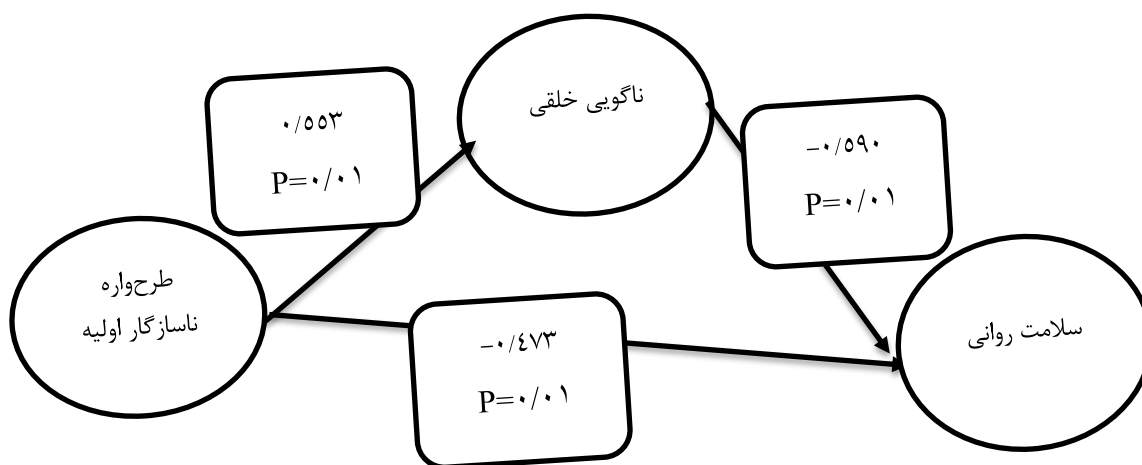 ناگویی خلقی
۰/۵۵۳
P=۰/۰۱
-۰/۵۹۰
P=۰/۰۱
طرح‌واره
ناسازگار اولیه
سلامت روانی
-۰/٤۷۳
P=۰/۰۱